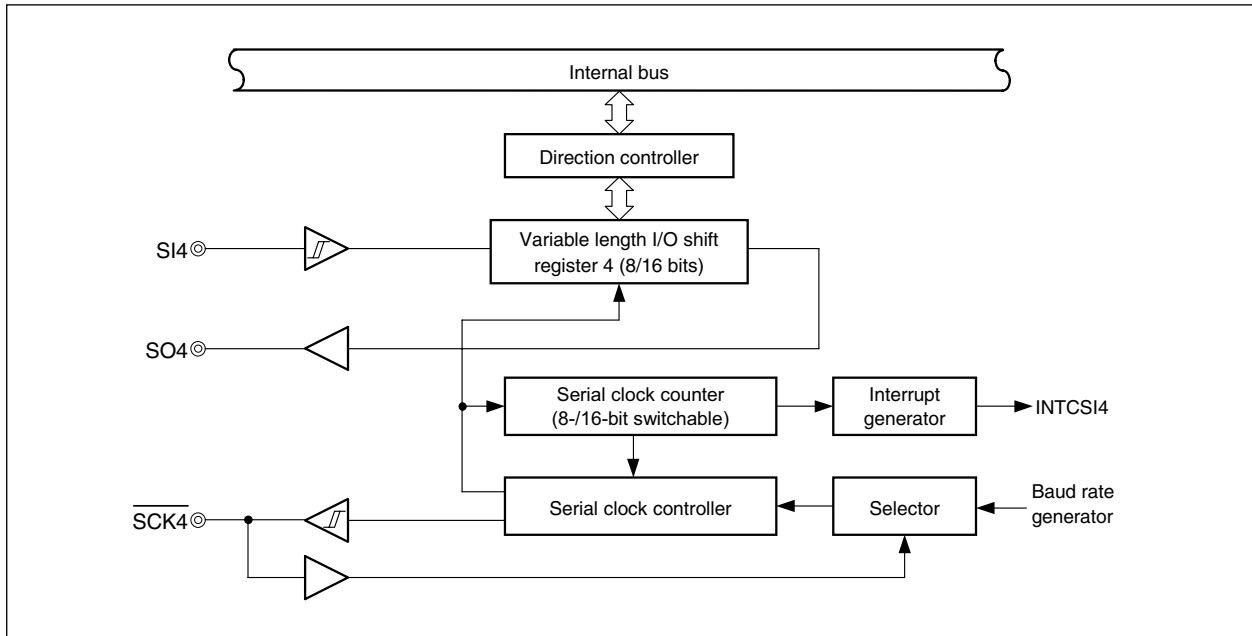 Internal bus
Direction controller
SI4
Variable length I/O shift
register 4 (8/16 bits)
SO4
Serial clock counter
(8-/16-bit switchable)
Interrupt
generator
INTCSI4
SCK4
Serial clock controller
Selector
Baud rate
generator